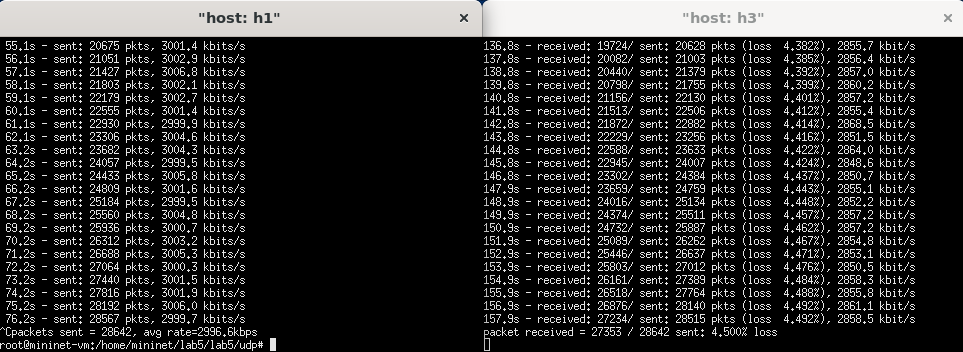 "host: h1"
×
55.1s - sent: 20675 pkts, 3001.4 kbits/s
56.1s - sent: 21051 pkts, 3002.9 kbits/s
57.1s - sent: 21427 pkts, 3006.8 kbits/s
58.1s - sent: 21803 pkts, 3002.1 kbits/s
59.1s - sent: 22179 pkts, 3002.7 kbits/s
60.1s - sent: 22555 pkts, 3001.4 kbits/s
61.1s - sent: 22930 pkts, 2999.9 kbits/s
62.1s - sent: 23306 pkts, 3004.6 kbits/s
63.2s - sent: 23682 pkts, 3004.3 kbits/s
64.2s - sent: 24057 pkts, 2999.5 kbits/s
65.2s - sent: 24433 pkts, 3005.8 kbits/s
66.2s - sent: 24809 pkts, 3001.6 kbits/s
67.2s - sent: 25184 pkts, 2999.5 kbits/s
68.2s - sent: 25560 pkts, 3004.8 kbits/s
69.2s - sent: 25936 pkts, 3000.7 kbits/s
70.2s - sent: 26312 pkts, 3003.2 kbits/s
71.2s - sent: 26688 pkts, 3005.3 kbits/s
72.2s - sent: 27064 pkts, 3000.3 kbits/s
73.2s - sent: 27440 pkts, 3001.5 kbits/s
74.2s - sent: 27816 pkts, 3001.9 kbits/s
75.2s - sent: 28192 pkts, 3006.0 kbits/s
76.2s - sent: 28567 pkts, 2999.7 kbits/s
^Cpackets sent = 28642, avg rate=2996.6kbps
root@mininet-vm:/home/mininet/lab5/lab5/udp#
"host: h3"
×
136.8s - received: 19724/ sent: 20628 pkts (loss 4.382%), 2855.7 kbit/s
137.8s - received: 20082/ sent: 21003 pkts (loss 4.385%), 2856.4 kbit/s
138.8s - received: 20440/ sent: 21379 pkts (loss 4.392%), 2857.0 kbit/s
139.8s - received: 20798/ sent: 21755 pkts (loss 4.399%), 2860.2 kbit/s
140.8s - received: 21156/ sent: 22130 pkts (loss 4.401%), 2857.2 kbit/s
141.8s - received: 21513/ sent: 22506 pkts (loss 4.412%), 2855.4 kbit/s
142.8s - received: 21872/ sent: 22882 pkts (loss 4.414%), 2868.5 kbit/s
143.8s - received: 22229/ sent: 23256 pkts (loss 4.416%), 2851.5 kbit/s
144.8s - received: 22588/ sent: 23633 pkts (loss 4.422%), 2864.0 kbit/s
145.8s - received: 22945/ sent: 24007 pkts (loss 4.424%), 2848.6 kbit/s
146.8s - received: 23302/ sent: 24384 pkts (loss 4.437%), 2850.7 kbit/s
147.9s - received: 23659/ sent: 24759 pkts (loss 4.443%), 2855.1 kbit/s
148.9s - received: 24016/ sent: 25134 pkts (loss 4.448%), 2852.2 kbit/s
149.9s - received: 24374/ sent: 25511 pkts (loss 4.457%), 2857.2 kbit/s
150.9s - received: 24732/ sent: 25887 pkts (loss 4.462%), 2857.2 kbit/s
151.9s - received: 25089/ sent: 26262 pkts (loss 4.467%), 2854.8 kbit/s
152.9s - received: 25446/ sent: 26637 pkts (loss 4.471%), 2853.1 kbit/s
153.9s - received: 25803/ sent: 27012 pkts (loss 4.476%), 2850.5 kbit/s
154.9s - received: 26161/ sent: 27389 pkts (loss 4.484%), 2858.3 kbit/s
155.9s - received: 26518/ sent: 27764 pkts (loss 4.488%), 2855.8 kbit/s
156.9s - received: 26876/ sent: 28140 pkts (loss 4.492%), 2861.1 kbit/s
157.9s - received: 27234/ sent: 28515 pkts (loss 4.492%), 2858.5 kbit/s
packet received = 27353 / 28642 sent: 4.500% loss